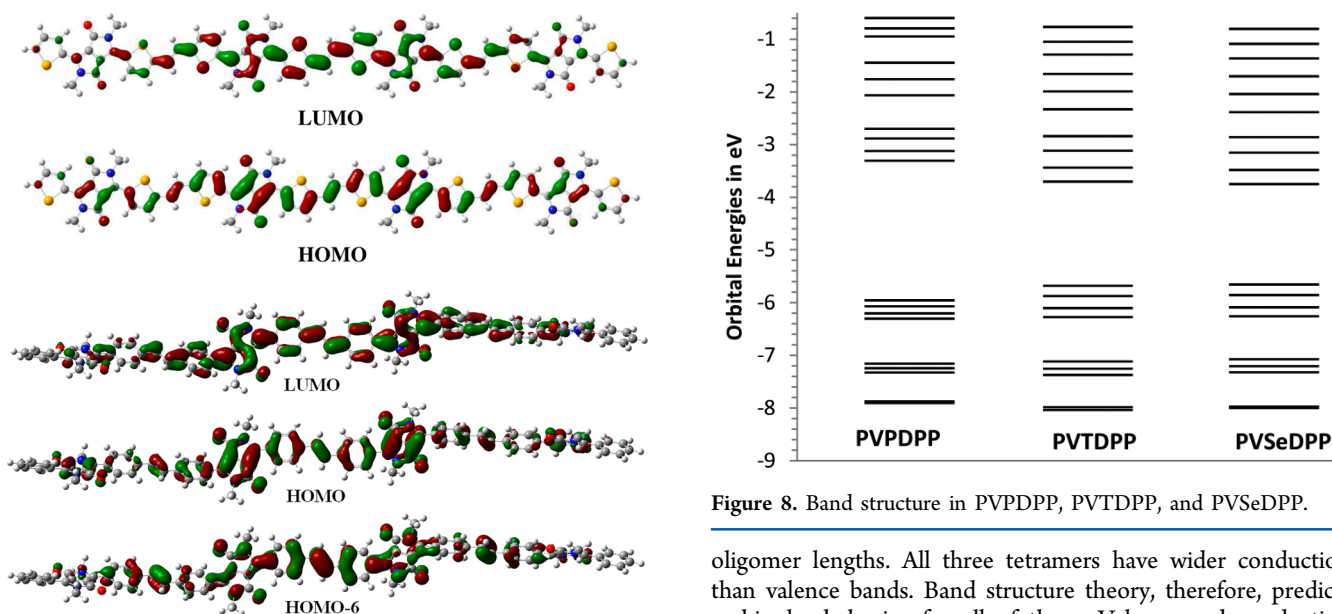 LUMO
HOMO
LUMO
HOMO
HOMO-6
Orbital Energies in eV
-1
-2
-3
-4
-5
-6
-7
-8
-9
PVPDPP PVTDPP PVSeDPP
Figure 8. Band structure in PVPDPP, PVTDPP, and PVSeDPP.
oligomer lengths. All three tetramers have wider conductio
than valence bands. Band structure theory, therefore, predic